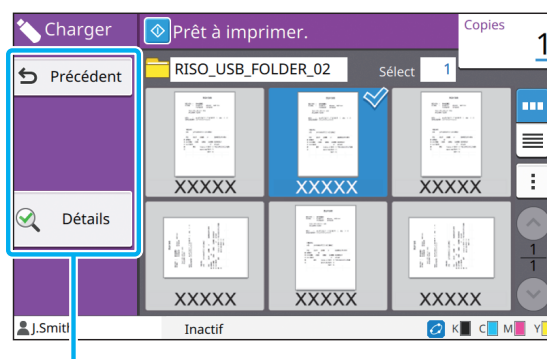 Charger
Prêt à imprimer.
Copies
1
Précédent
RISO_USB_FOLDER_02
Sélect 1
XXXXX XXXXX XXXXX
Détails
1
1
XXXXX XXXXX XXXXX
J.Smith
Inactif
K C M Y